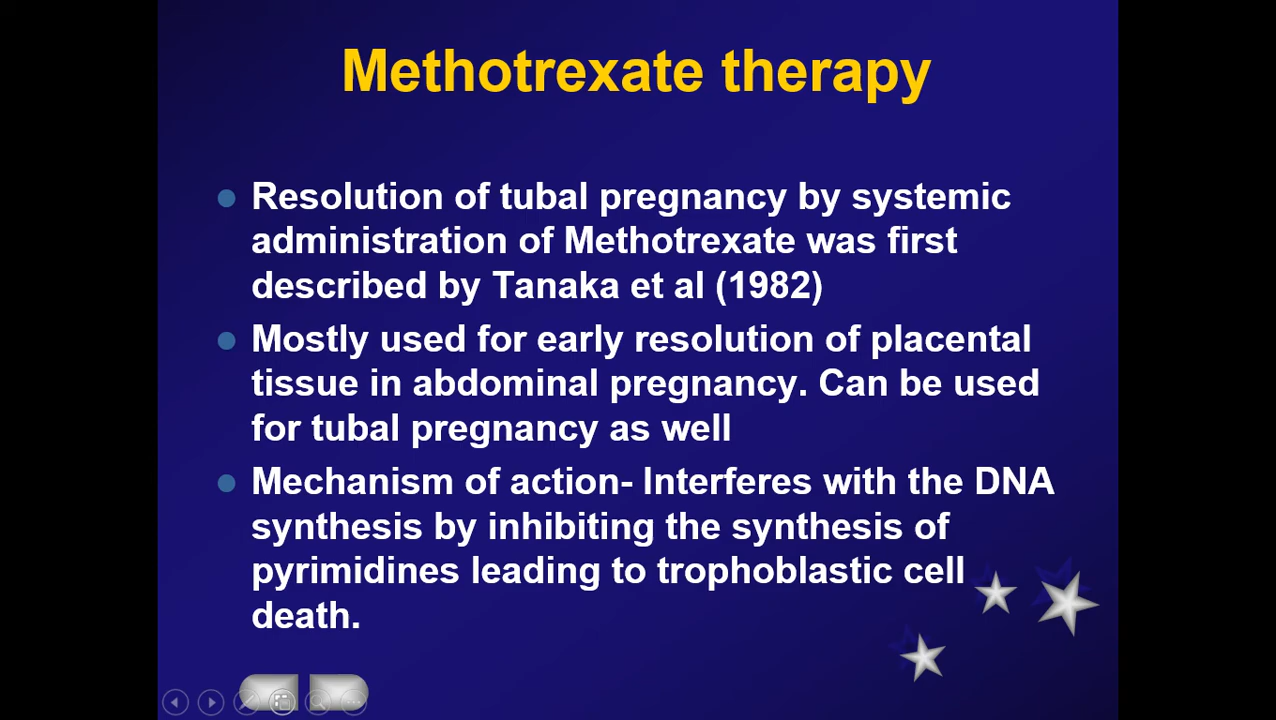 Methotrexate therapy
Resolution of tubal pregnancy by systemic
administration of Methotrexate was first
described by Tanaka et al (1982)
Mostly used for early resolution of placental
tissue in abdominal pregnancy. Can be used
for tubal pregnancy as well
Mechanism of action- Interferes with the DNA
synthesis by inhibiting the synthesis of
pyrimidines leading to trophoblastic cell
death.